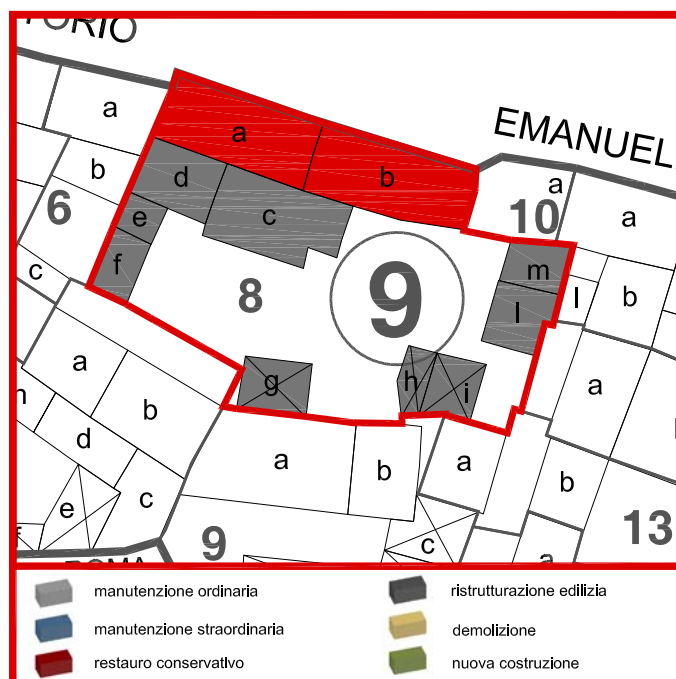 TORIO
EMANUEL
a
a
a
b
a
10
a
b
d
c
e
6
f
m
8
9
l
l
b
c
a
a
g
h
i
b
d
a
b
a
b
c
e
9
c
13
a
f
ROMA
manutenzione ordinaria
ristrutturazione edilizia
manutenzione straordinaria
demolizione
restauro conservativo
nuova costruzione